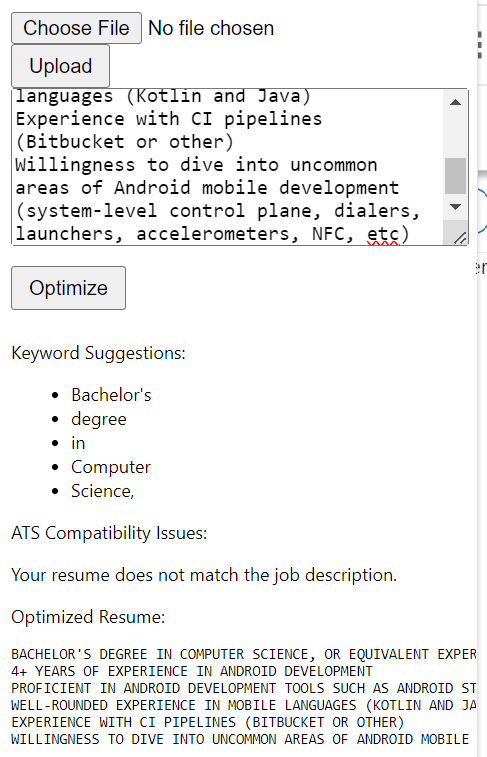 Choose File No file chosen
Upload
languages (Kotlin and Java)
Experience with CI pipelines
(Bitbucket or other)
Willingness to dive into uncommon
areas of Android mobile development
(system-level control plane, dialers,
launchers, accelerometers, NFC, etc)
Optimize
er
Keyword Suggestions:
• Bachelor's
• degree
• in
• Computer
• Science,
ATS Compatibility Issues:
Your resume does not match the job description.
Optimized Resume:
BACHELOR'S DEGREE IN COMPUTER SCIENCE, OR EQUIVALENT EXPER
4+ YEARS OF EXPERIENCE IN ANDROID DEVELOPMENT
PROFICIENT IN ANDROID DEVELOPMENT TOOLS SUCH AS ANDROID ST
WELL-ROUNDED EXPERIENCE IN MOBILE LANGUAGES (KOTLIN AND JA
EXPERIENCE WITH CI PIPELINES (BITBUCKET OR OTHER)
WILLINGNESS TO DIVE INTO UNCOMMON AREAS OF ANDROID MOBILE